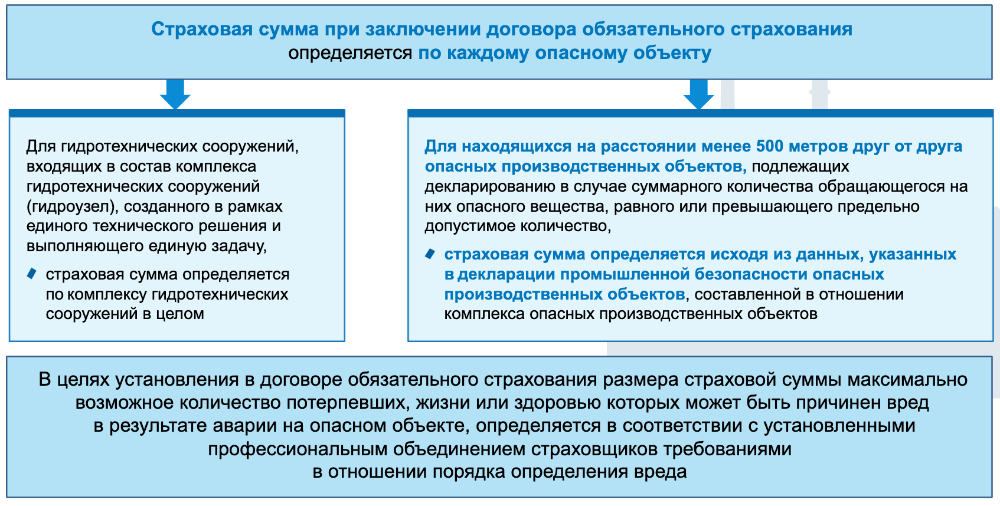 Страховая сумма при заключении договора обязательного страхования
определяется по каждому опасному объекту
Для гидротехнических сооружений,
входящих в состав комплекса
гидротехнических сооружений
(гидроузел), созданного в рамках
единого технического решения и
выполняющего единую задачу,
страховая сумма определяется
по комплексу гидротехнических
сооружений в целом
Для находящихся на расстоянии менее 500 метров друг от друга
опасных производственных объектов, подлежащих
декларированию в случае суммарного количества обращающегося на
них опасного вещества, равного или превышающего предельно
допустимое количество,
страховая сумма определяется исходя из данных, указанных
в декларации промышленной безопасности опасных
производственных объектов, составленной в отношении
комплекса опасных производственных объектов
В целях установления в договоре обязательного страхования размера страховой суммы максимально
возможное количество потерпевших, жизни или здоровью которых может быть причинен вред
в результате аварии на опасном объекте, определяется в соответствии с установленными
профессиональным объединением страховщиков требованиями
в отношении порядка определения вреда